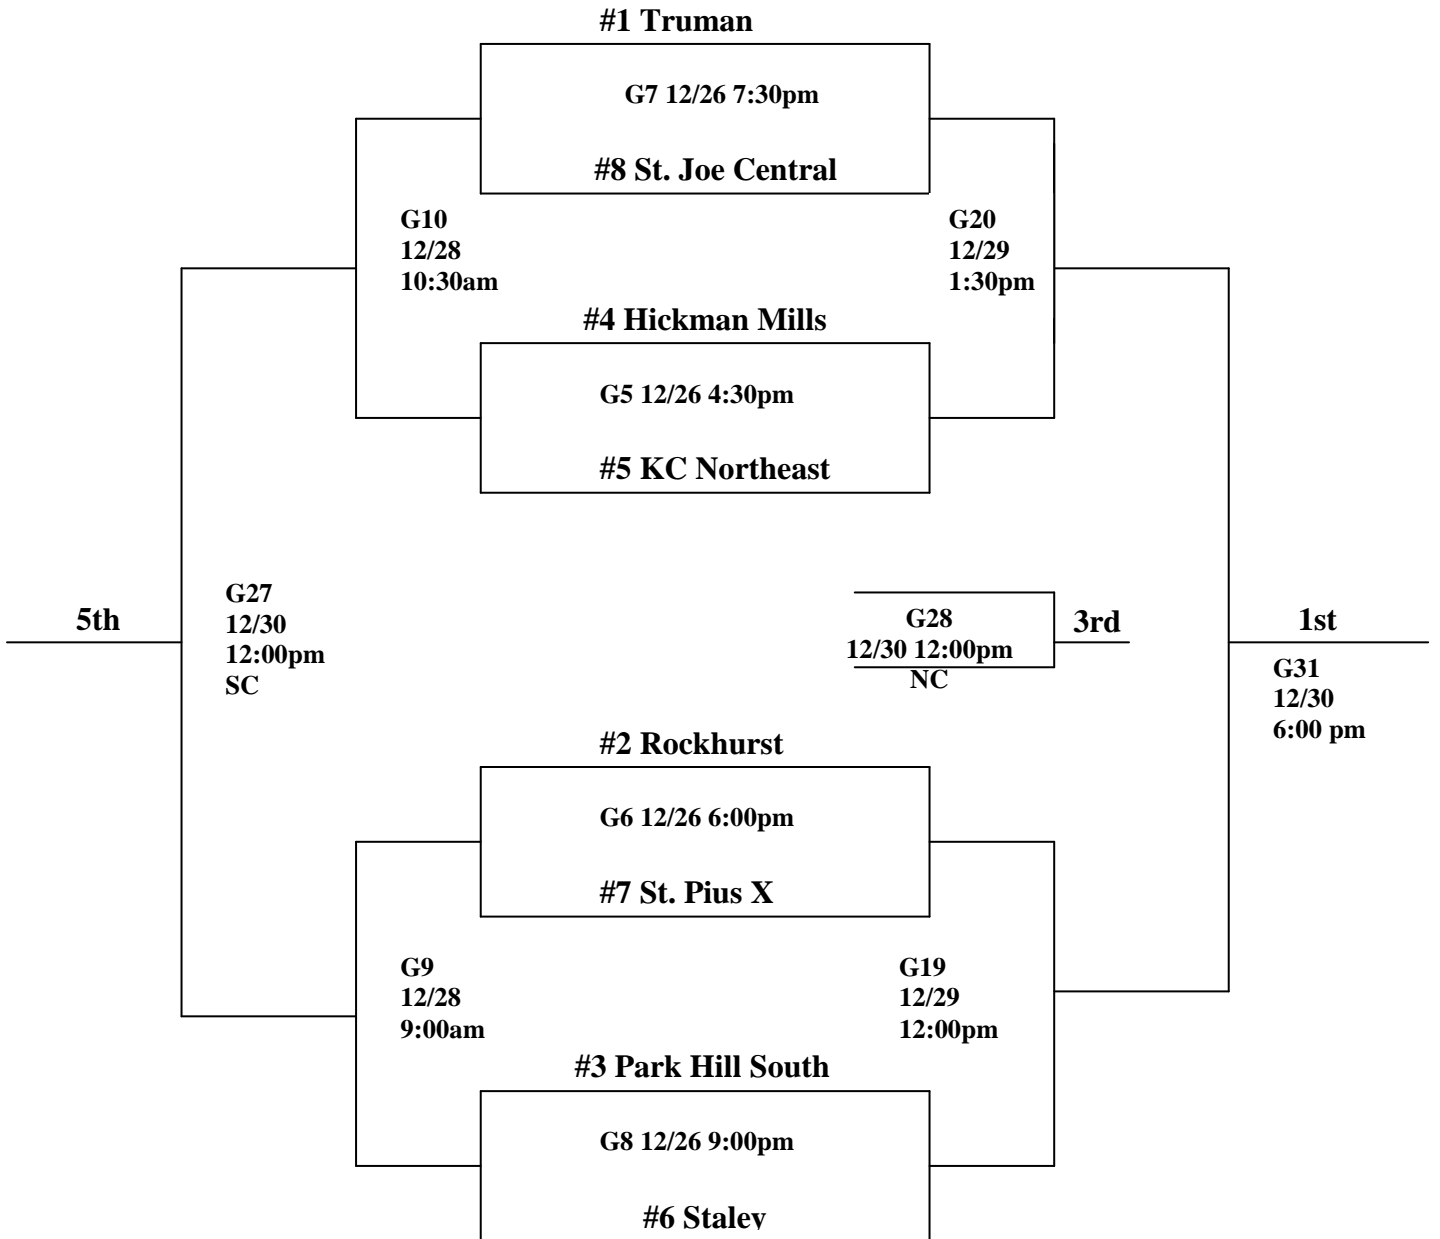 #1 Truman
G7 12/26 7:30pm
#8 St. Joe Central
G10
12/28
10:30am
G20
12/29
1:30pm
#4 Hickman Mills
G5 12/26 4:30pm
#5 KC Northeast
5th
G27
12/30
12:00pm
SC
G28
12/30 12:00pm
NC
3rd
1st
G31
12/30
6:00 pm
#2 Rockhurst
G6 12/26 6:00pm
#7 St. Pius X
G9
12/28
9:00am
G19
12/29
12:00pm
#3 Park Hill South
G8 12/26 9:00pm
#6 Staley